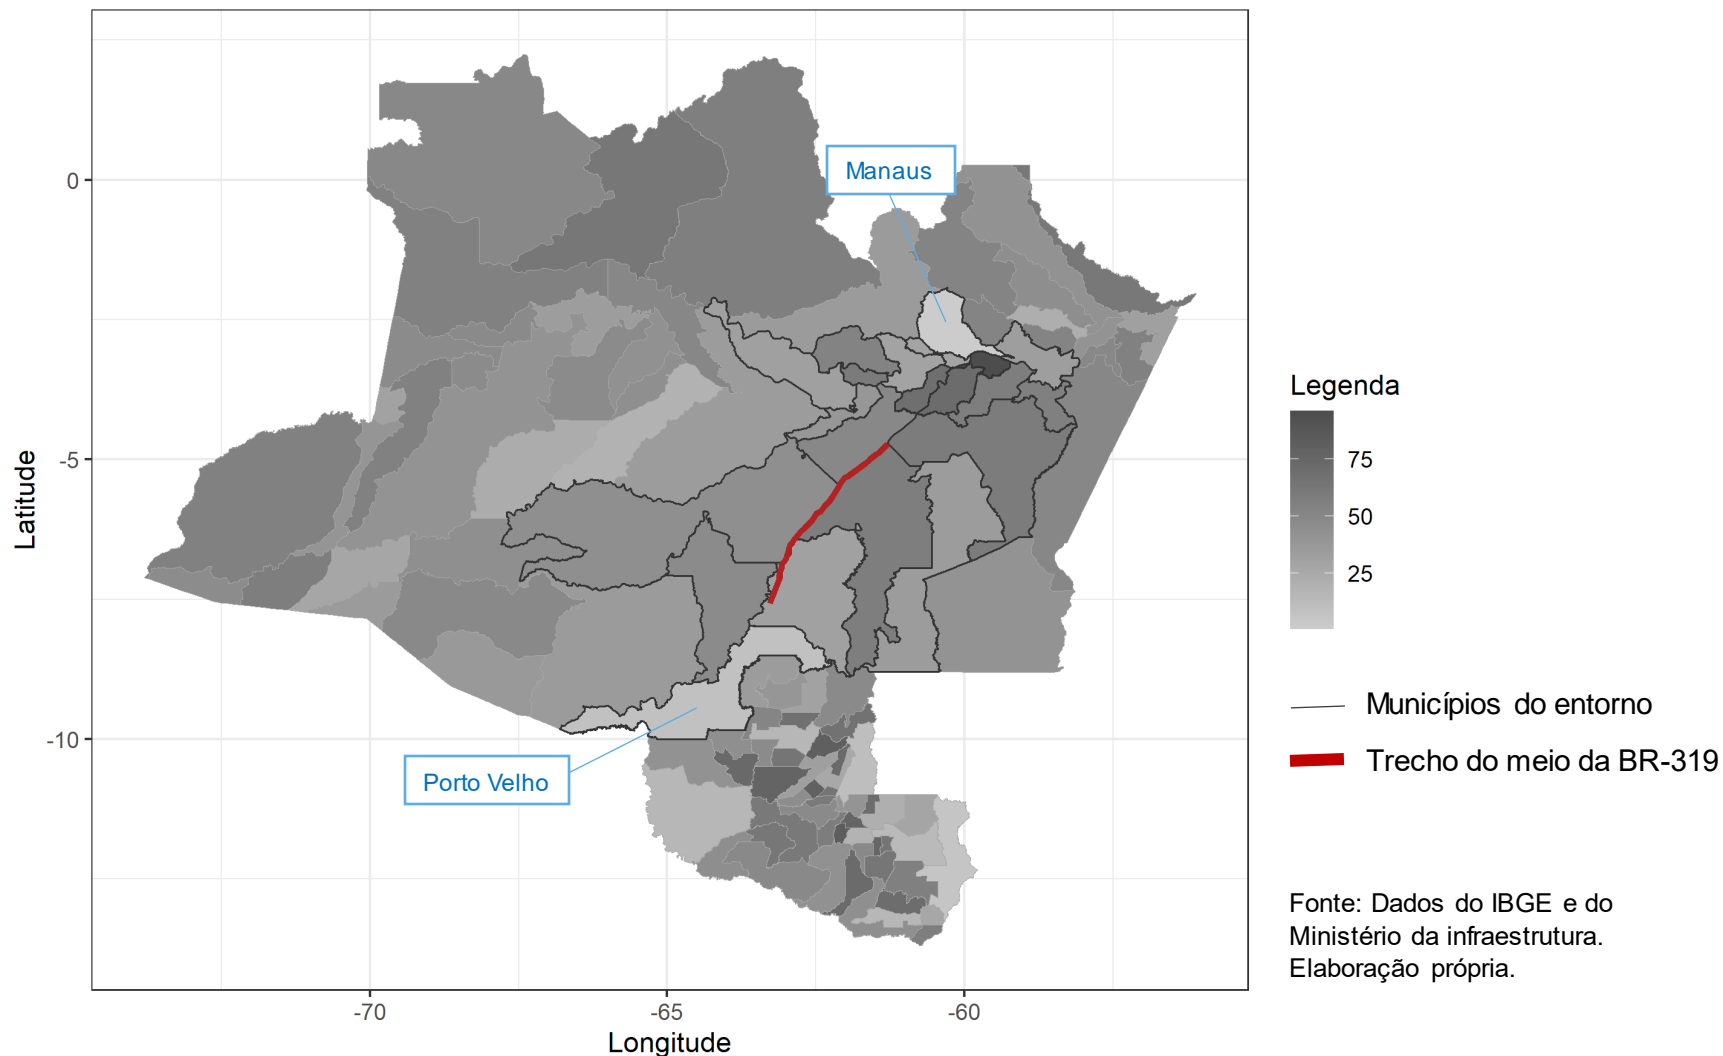 Manaus
Porto Velho
0
-5
-10
Latitude
-70
-65
-60
Longitude
Legenda
75
50
25
Municípios do entorno
Trecho do meio da BR-319
Fonte: Dados do IBGE e do
Ministério da infraestrutura.
Elaboração própria.